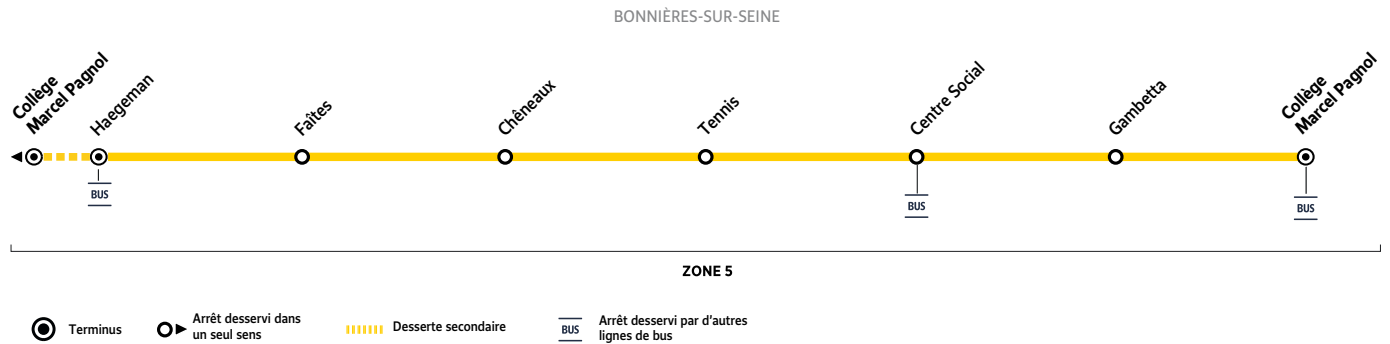 BONNIÈRES-SUR-SEINE
Collège
Marcel Pagnol
Haegeman
Faîtes
Chêneaux
Tennis
Centre Social
Gambetta
Collège
Marcel Pagnol
BUS
BUS
BUS
ZONE 5
Terminus
Arrêt desservi dans
un seul sens
Desserte secondaire
BUS
Arrêt desservi par d'autres
lignes de bus